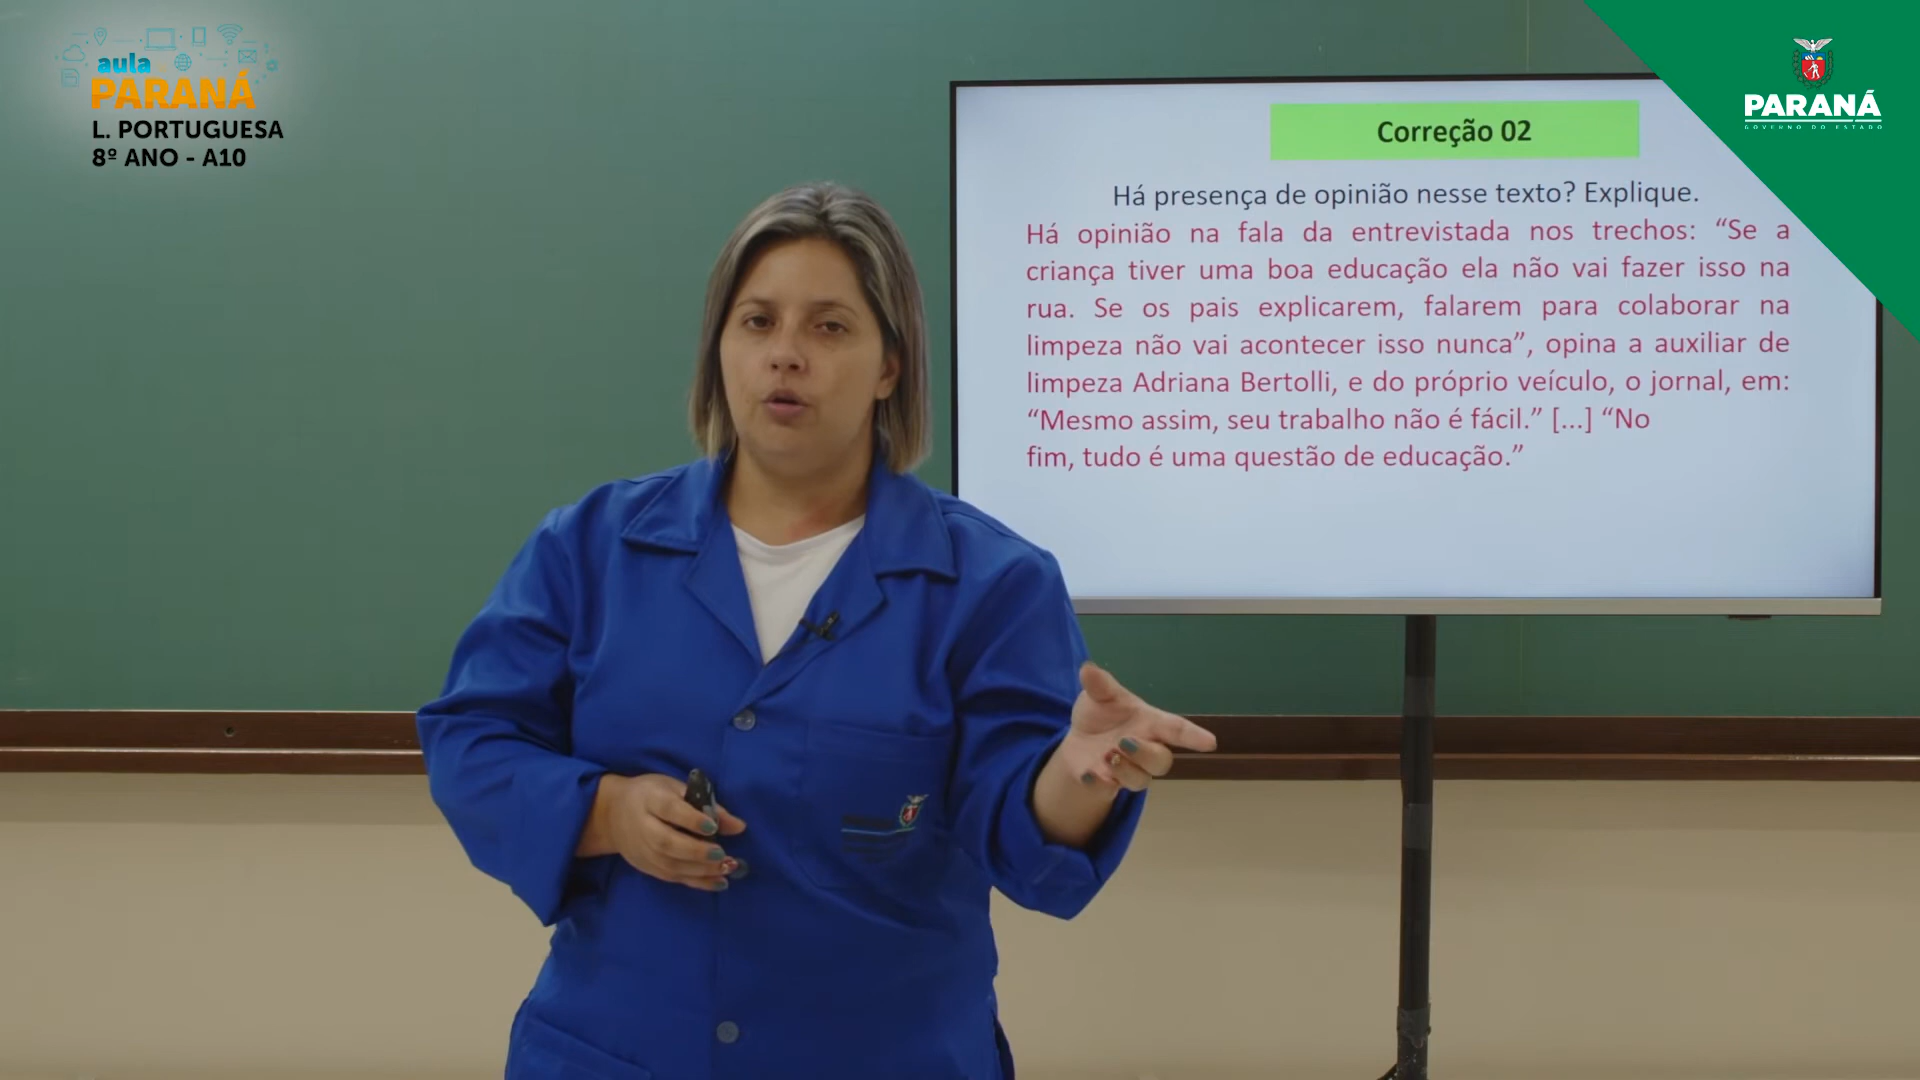 aula
PARANÁ
L. PORTUGUESA
8º ANO - A10
PARANÁ
GOVERNO DO ESTADO
Correção 02
Há presença de opinião nesse texto? Explique.
Há opinião na fala da entrevistada nos trechos: “Se a
criança tiver uma boa educação ela não vai fazer isso na
rua. Se os pais explicarem, falarem para colaborar na
limpeza não vai acontecer isso nunca”, opina a auxiliar de
limpeza Adriana Bertolli, e do próprio veículo, o jornal, em:
“Mesmo assim, seu trabalho não é fácil.” [...] “No
fim, tudo é uma questão de educação.”